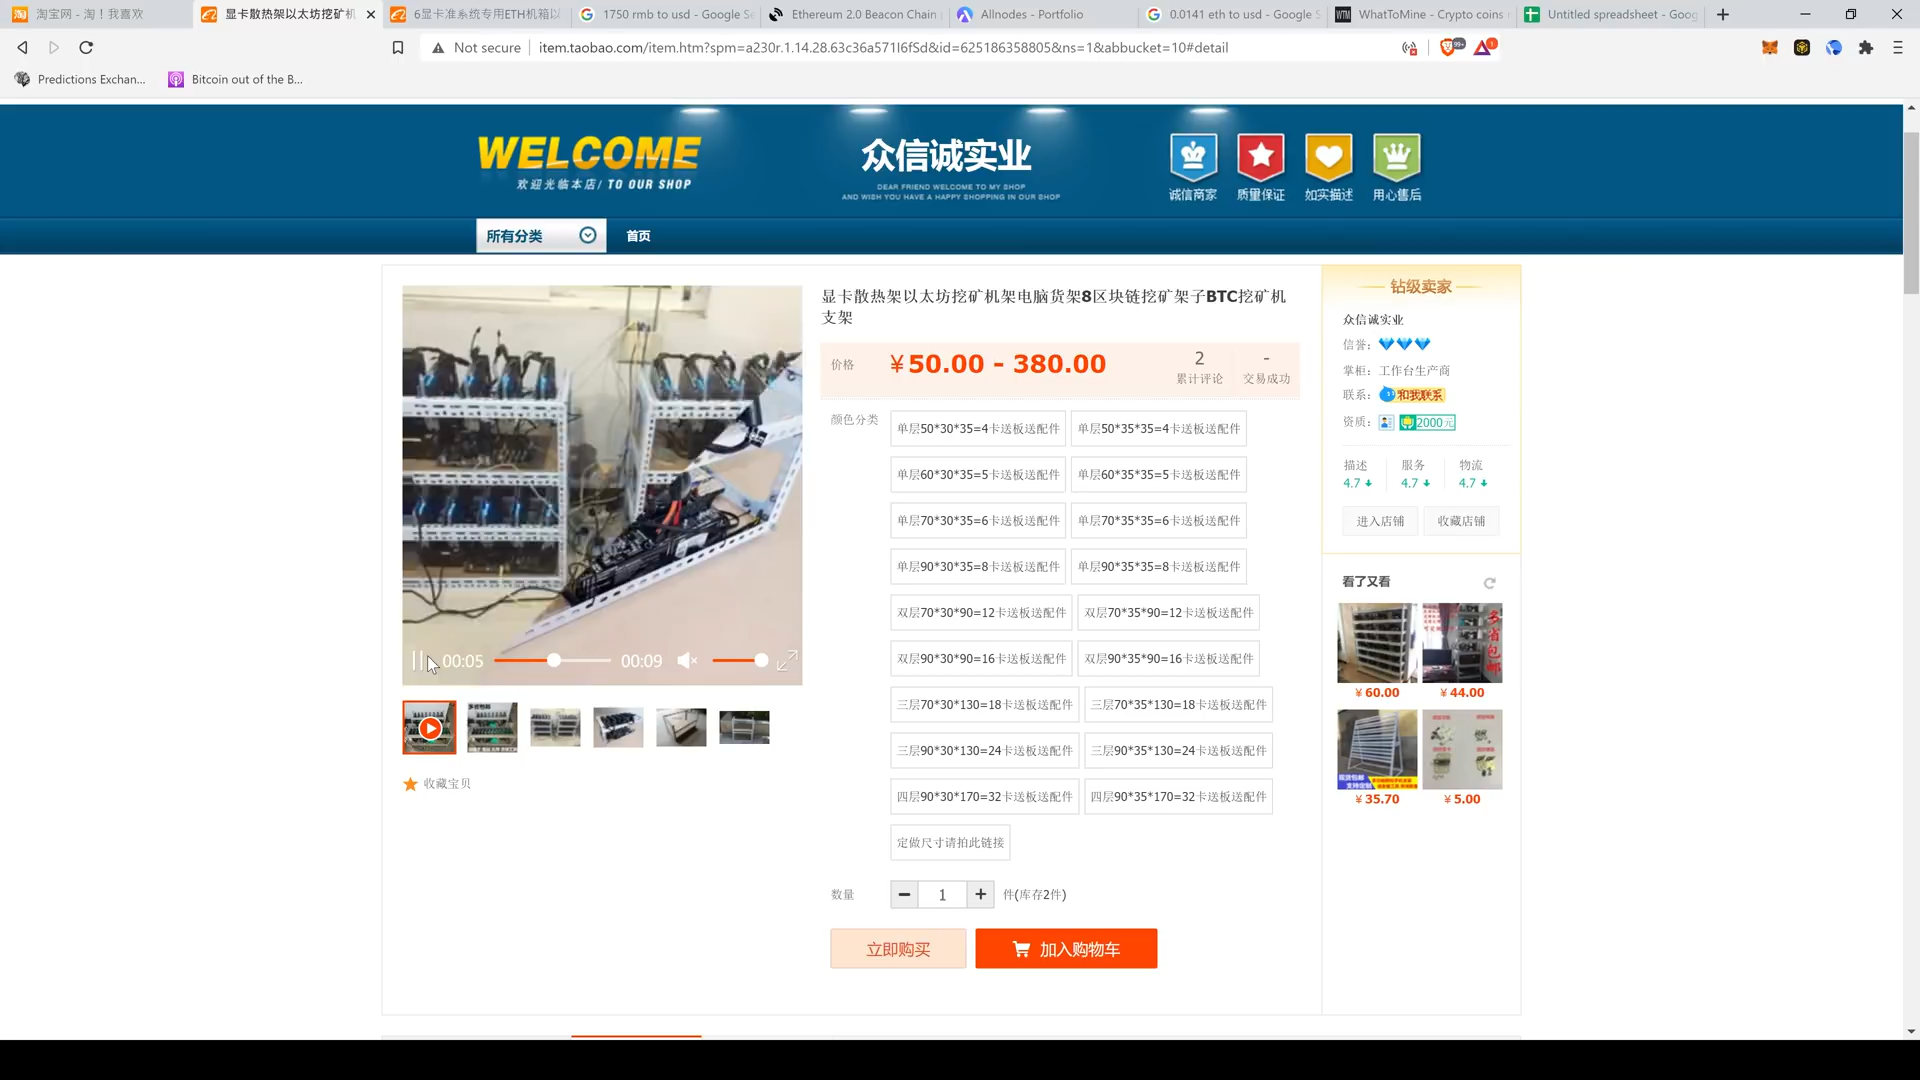 淘宝网 - 淘！我喜欢
显卡散热架以太坊挖矿机
6显卡准系统专用ETH机箱以
1750 rmb to usd - Google Se
Ethereum 2.0 Beacon Chain
Allnodes - Portfolio
0.0141 eth to usd - Google S
WhatToMine - Crypto coins
Untitled spreadsheet - Goog
Not secure
item.taobao.com/item.htm?spm=a230r.1.14.28.63c36a571l6fSd&id=625186358805&ns=1&abbucket=10#detail
Predictions Exchan...
Bitcoin out of the B...
WELCOME
欢迎光临本店/ TO OUR SHOP
众信诚实业
DEAR FRIEND WELCOME TO MY SHOP
AND WISH YOU HAVE A HAPPY SHOPPING IN OUR SHOP
诚信商家
质量保证
如实描述
用心售后
所有分类
首页
显卡散热架以太坊挖矿机架电脑货架8区块链挖矿架子BTC挖矿机
支架
价格
¥50.00 - 380.00
2
累计评论
-
交易成功
颜色分类
单层50*30*35=4卡送板送配件
单层50*35*35=4卡送板送配件
单层60*30*35=5卡送板送配件
单层60*35*35=5卡送板送配件
单层70*30*35=6卡送板送配件
单层70*35*35=6卡送板送配件
单层90*30*35=8卡送板送配件
单层90*35*35=8卡送板送配件
双层70*30*90=12卡送板送配件
双层70*35*90=12卡送板送配件
双层90*30*90=16卡送板送配件
双层90*35*90=16卡送板送配件
三层70*30*130=18卡送板送配件
三层70*35*130=18卡送板送配件
三层90*30*130=24卡送板送配件
三层90*35*130=24卡送板送配件
四层90*30*170=32卡送板送配件
四层90*35*170=32卡送板送配件
定做尺寸请拍此链接
数量
1
件(库存2件)
立即购买
加入购物车
00:05
00:09
收藏宝贝
钻级卖家
众信诚实业
信誉：
掌柜：工作台生产商
联系：和我联系
资质：2000元
描述
服务
物流
4.7
4.7
4.7
进入店铺
收藏店铺
看了又看
多省包邮
¥60.00
¥44.00
¥35.70
¥5.00